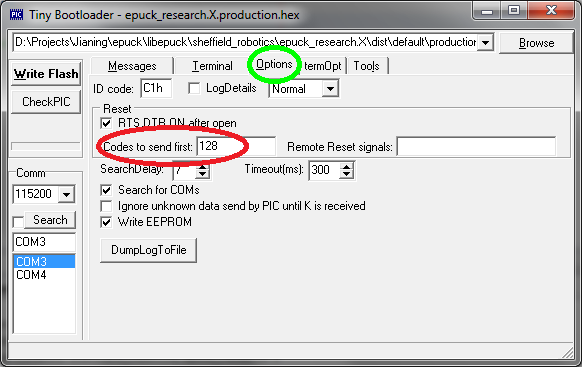 PIC Tiny Bootloader - epuck_research.X.production.hex
D:\Projects\Jianing\epuck\libepuck\sheffield_robotics\epuck_research.X\dist\default\production Browse
Write Flash
CheckPIC
Messages Terminal Options termOpt Tools
ID code: C1h LogDetails Normal
Reset
RTS DTR ON after open
Codes to send first: 128 Remote Reset signals:
SearchDelay: 7 Timeout(ms): 300
Search for COMs
Ignore unknown data send by PIC until K is received
Write EEPROM
DumpLogToFile
Comm
115200
Search
COM3
COM3
COM4